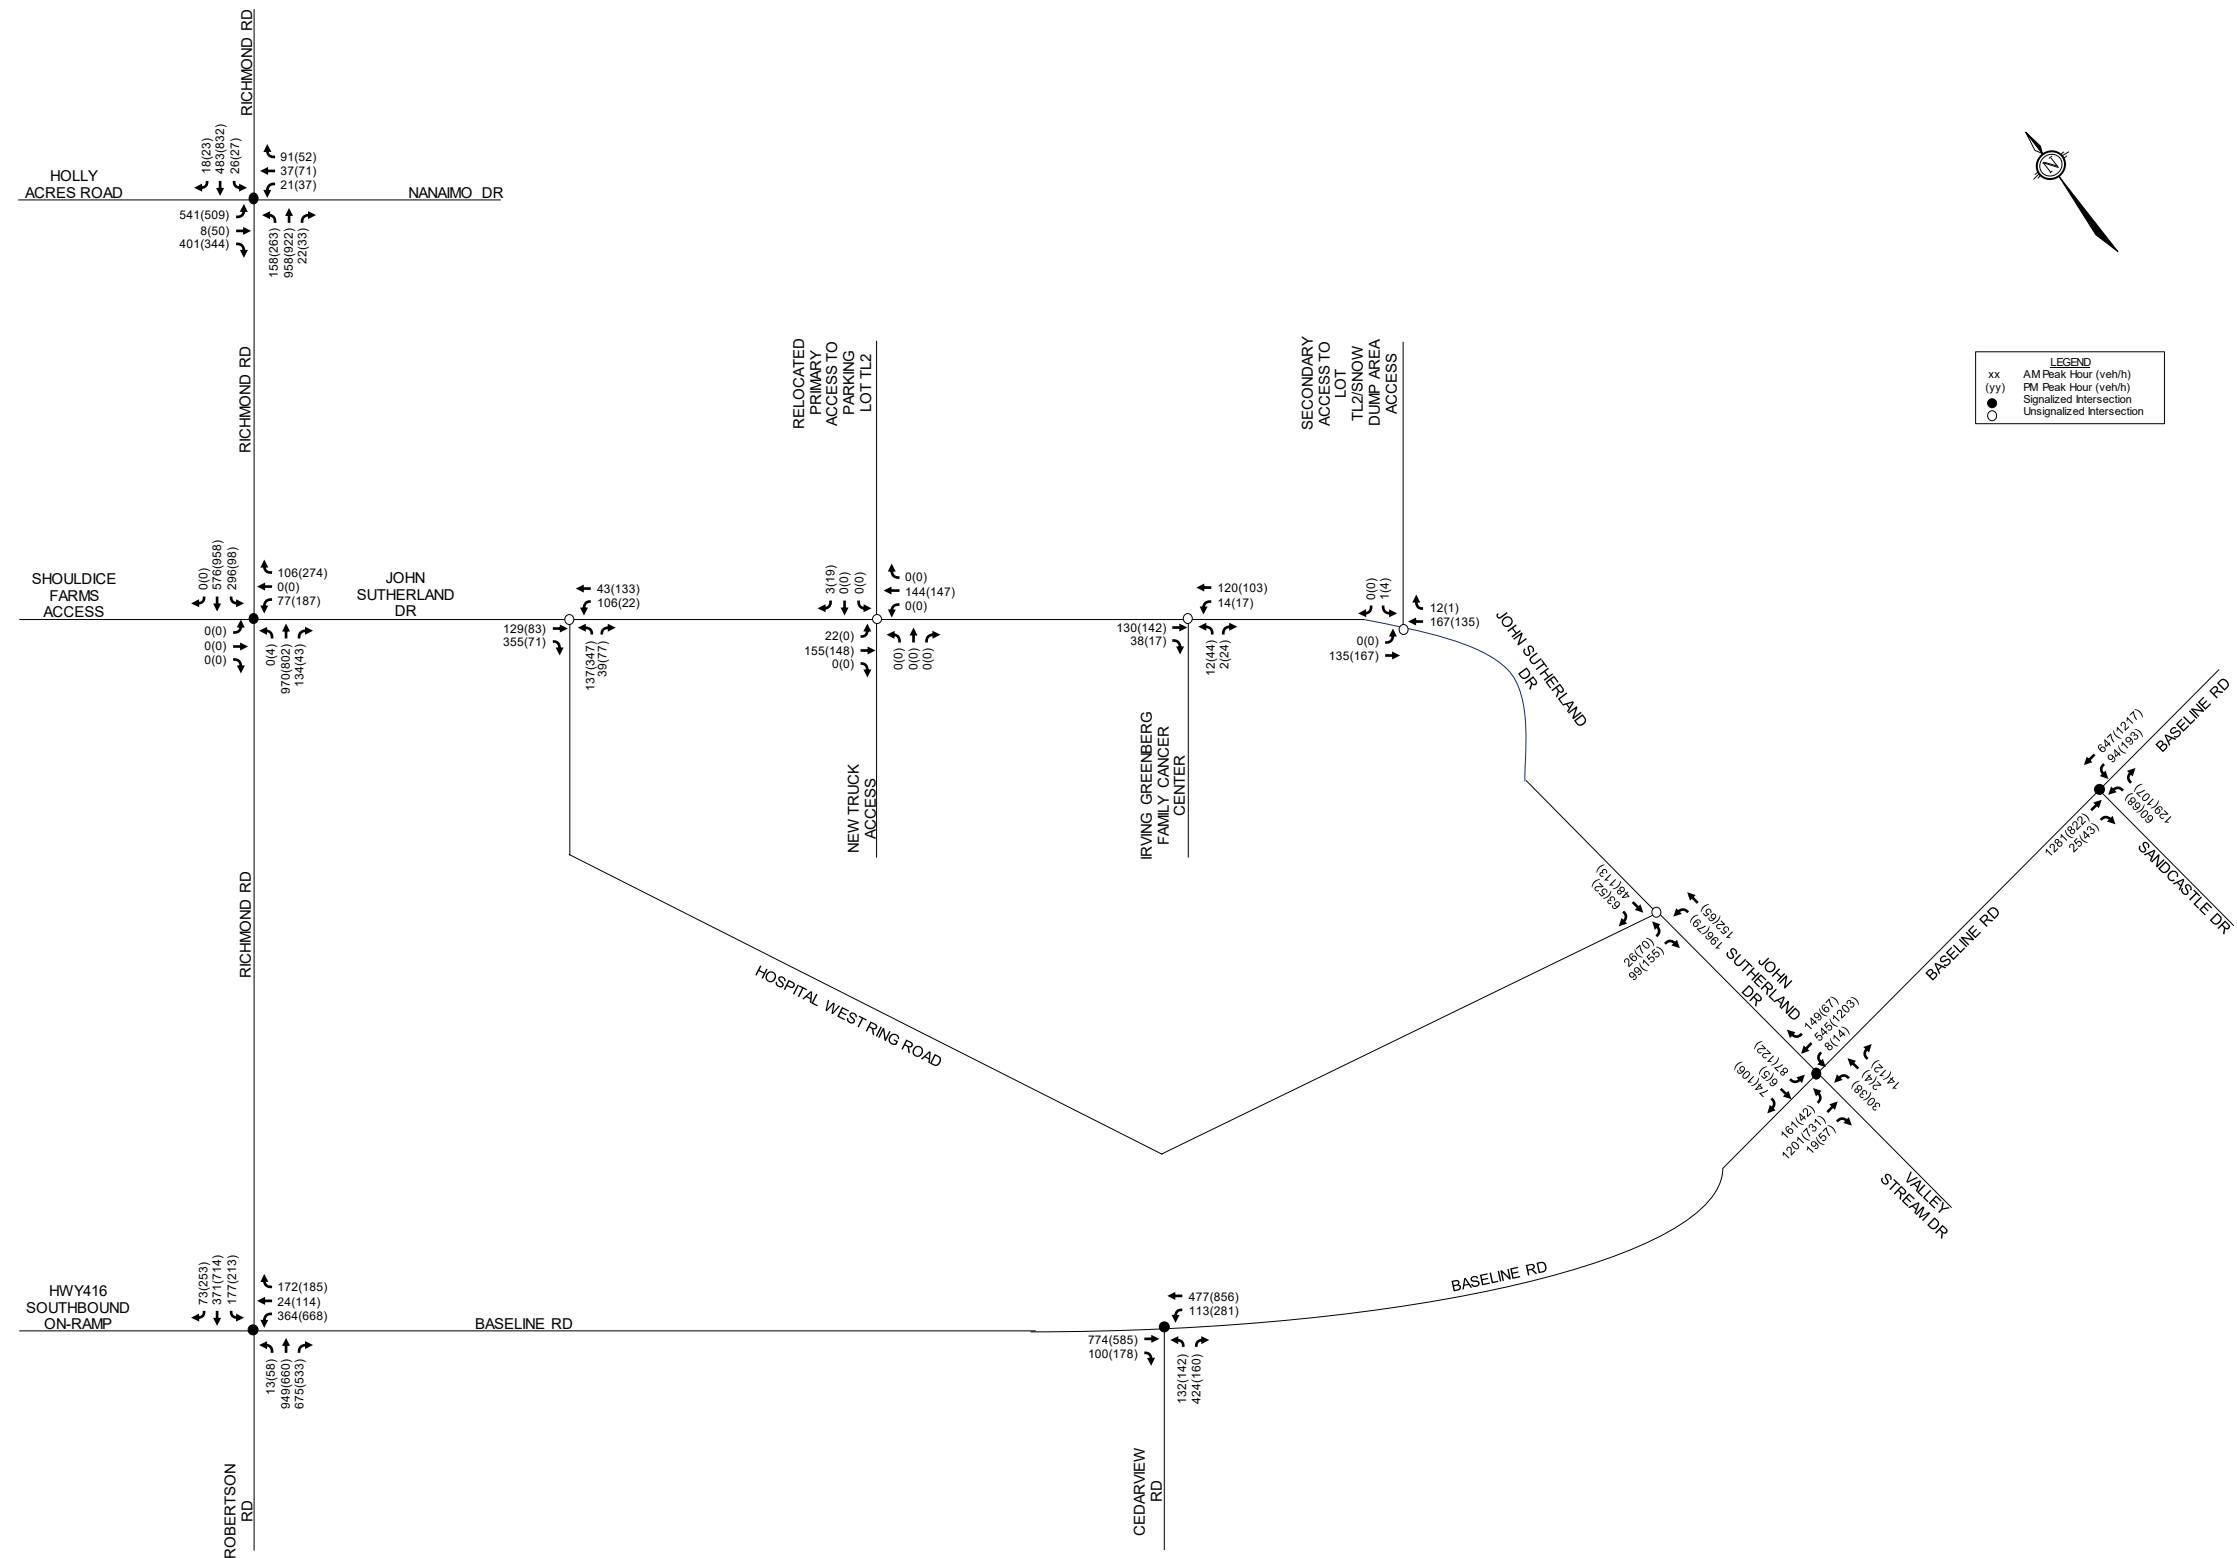 RICHMOND RD
18(23)
483(832)
26(27)
91(52)
37(71)
21(37)
HOLLY
ACRES ROAD
NANAIMO DR
541(509)
8(50)
401(344)
158(263)
958(922)
22(33)
N
RICHMOND RD
RELOCATED
PRIMARY
ACCESS TO
PARKING
LOT TL2
SECONDARY
ACCESS TO
LOT
TL2/SNOW
DUMP AREA
ACCESS
LEGEND
xx AM Peak Hour (veh/h)
(yy) PM Peak Hour (veh/h)
Signalized Intersection
Unsignalized Intersection
0(0)
576(958)
296(98)
106(274)
0(0)
77(187)
SHOULDICE
FARMS
ACCESS
JOHN
SUTHERLAND
DR
0(0)
0(0)
0(0)
0(4)
970(802)
134(43)
43(133)
106(22)
129(83)
355(71)
137(347)
39(77)
3(19)
0(0)
0(0)
0(0)
144(147)
0(0)
22(0)
155(148)
0(0)
0(0)
0(0)
0(0)
120(103)
14(17)
130(142)
38(17)
12(44)
2(24)
0(0)
1(4)
12(1)
167(135)
0(0)
135(167)
JOHN SUTHERLAND
DR
NEW TRUCK
ACCESS
IRVING GREENBERG
FAMILY CANCER
CENTER
647(1217)
94(193)
BASELINE RD
129(107)
60(68)
1281(822)
25(43)
SANDCASTLE DR
RICHMOND RD
48(113)
63(52)
152(65)
196(79)
26(70)
99(155)
JOHN
SUTHERLAND
DR
BASELINE RD
HOSPITAL WEST RING ROAD
149(67)
545(1203)
8(14)
87(122)
6(5)
74(106)
14(12)
2(4)
30(38)
161(42)
1201(731)
19(57)
VALLEY
STREAM DR
73(253)
371(714)
177(213)
172(185)
24(114)
364(668)
HWY416
SOUTHBOUND
ON-RAMP
BASELINE RD
13(58)
949(660)
675(533)
477(856)
113(281)
774(585)
100(178)
132(142)
424(160)
BASELINE RD
ROBERTSON
RD
CEDARVIEW
RD